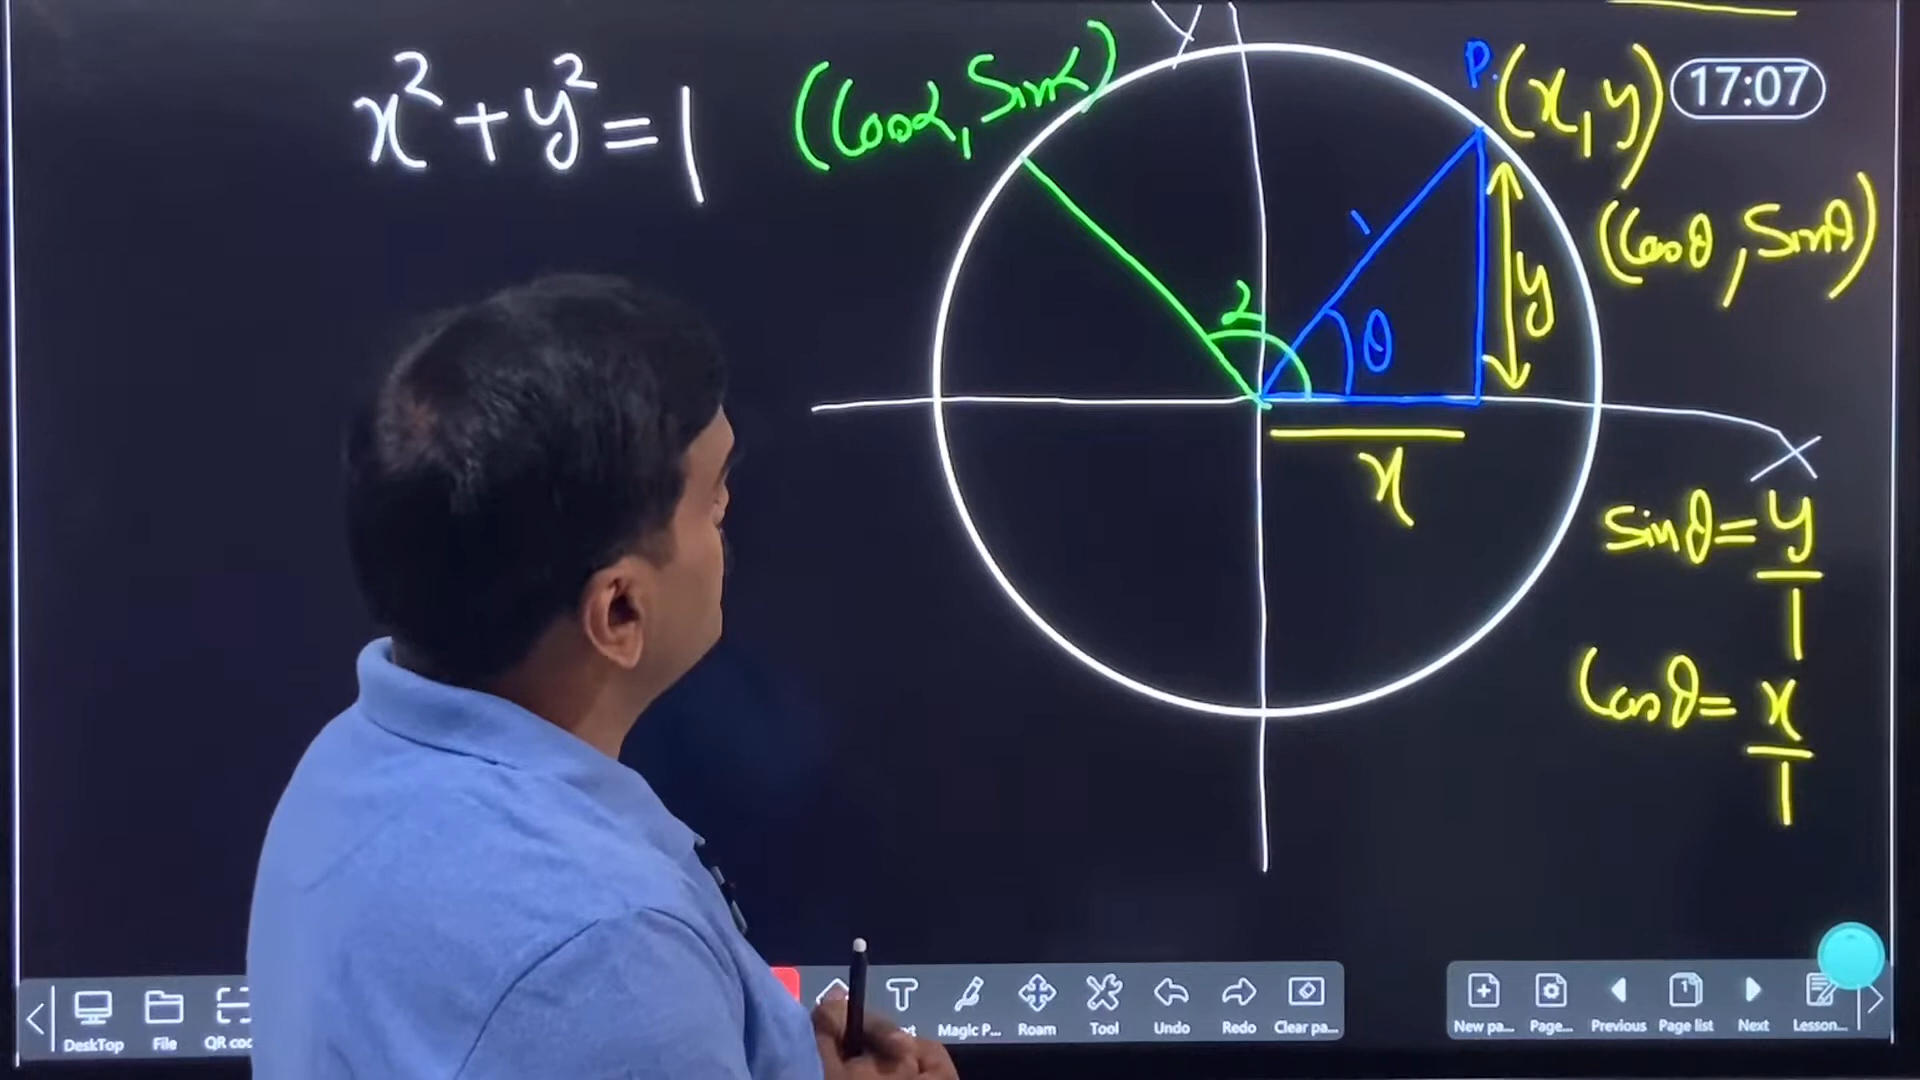 x²+y²=1
(Cosα, Sinα)
Y
P.
(x, y)
17:07
(Cosθ, Sinθ)
1
y
α
θ
x
X
sinθ=y/1
Cosθ=x/1
DeskTop
File
Magic P...
Roam
Tool
Undo
Redo
Clear pa...
New pa...
Page...
Previous
Page list
Next
Lesson...